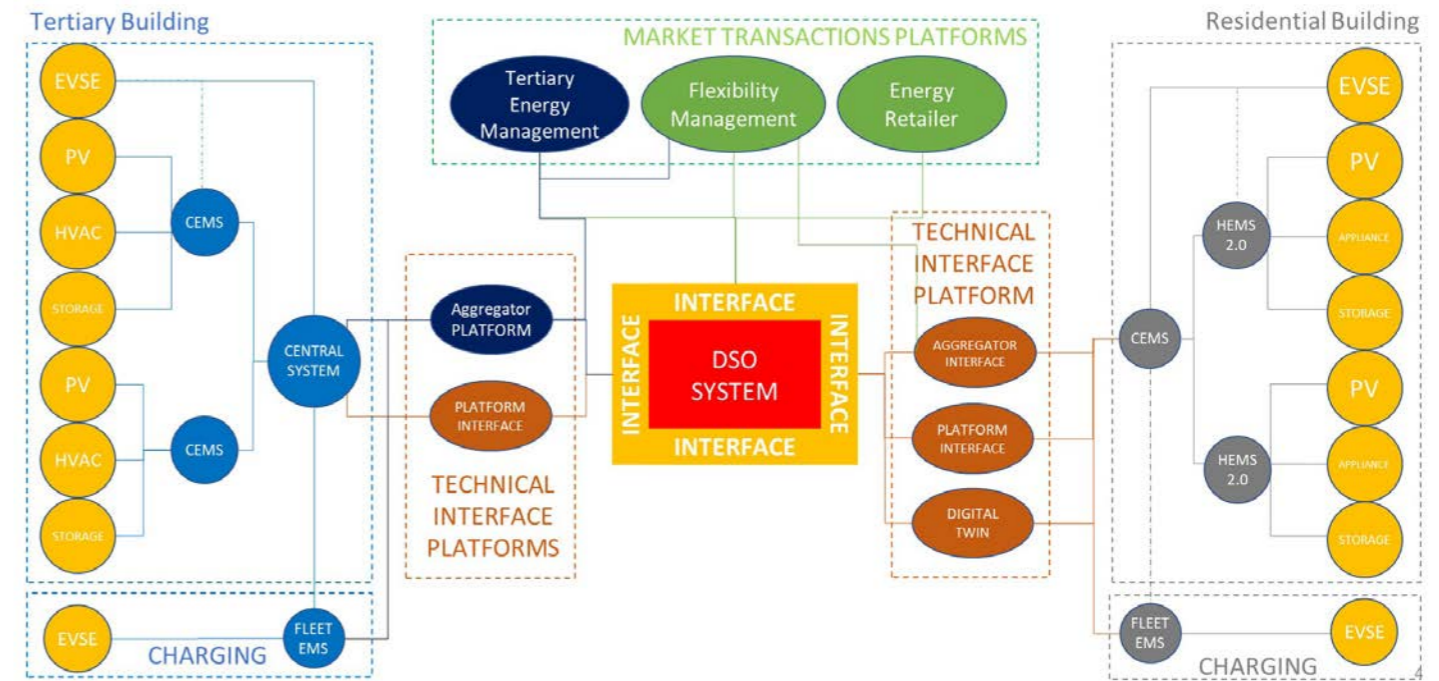 Tertiary Building
EVSE
PV
HVAC
STORAGE
PV
HVAC
STORAGE
CEMS
CEMS
CENTRAL
SYSTEM
EVSE
FLEET
EMS
CHARGING
MARKET TRANSACTIONS PLATFORMS
Tertiary
Energy
Management
Flexibility
Management
Energy
Retailer
Aggregator
PLATFORM
PLATFORM
INTERFACE
TECHNICAL
INTERFACE
PLATFORMS
INTERFACE
INTERFACE
DSO
SYSTEM
INTERFACE
INTERFACE
TECHNICAL
INTERFACE
PLATFORM
AGGREGATOR
INTERFACE
PLATFORM
INTERFACE
DIGITAL
TWIN
Residential Building
CEMS
HEMS
2.0
HEMS
2.0
EVSE
PV
APPLIANCE
STORAGE
PV
APPLIANCE
STORAGE
FLEET
EMS
EVSE
CHARGING
4